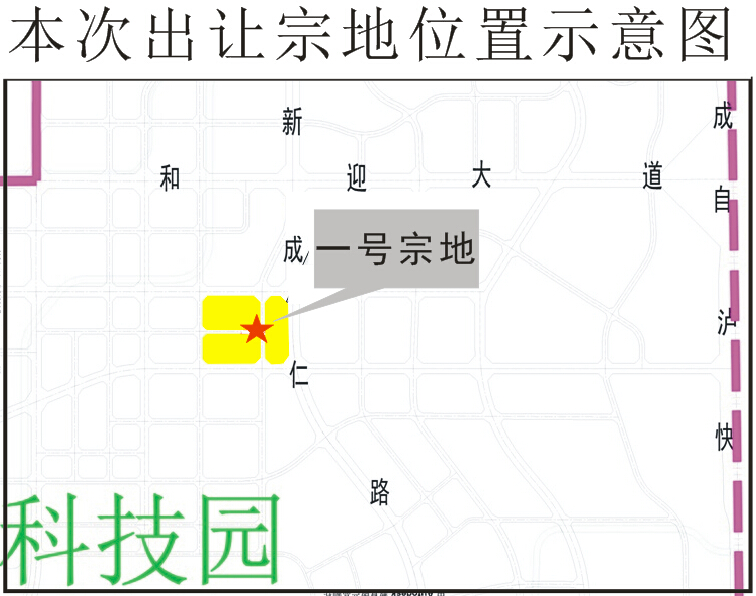 本次出让宗地位置示意图
和迎大道
新成仁路
一号宗地
成自泸快
科技园